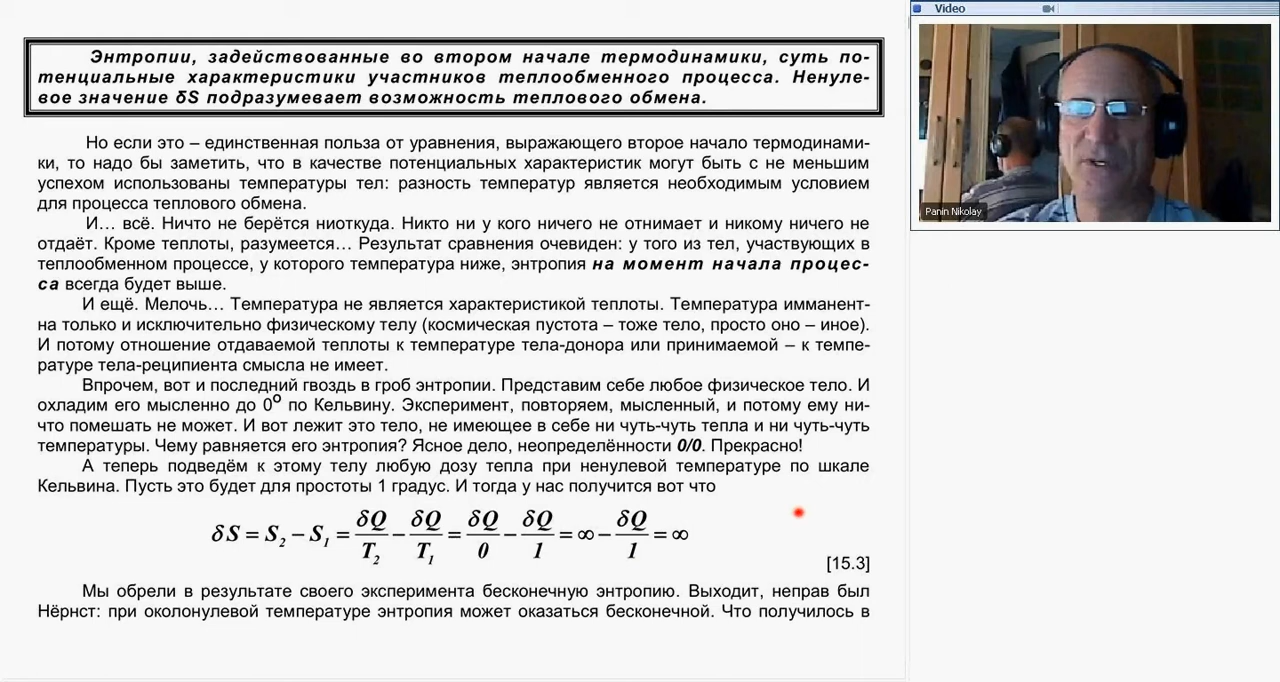 Video
Энтропии, задействованные во втором начале термодинамики, суть по-
тенциальные характеристики участников теплообменного процесса. Ненуле-
вое значение δS подразумевает возможность теплового обмена.
Но если это – единственная польза от уравнения, выражающего второе начало термодинами-
ки, то надо бы заметить, что в качестве потенциальных характеристик могут быть с не меньшим
успехом использованы температуры тел: разность температур является необходимым условием
для процесса теплового обмена.
И… всё. Ничто не берётся ниоткуда. Никто ни у кого ничего не отнимает и никому ничего не
отдаёт. Кроме теплоты, разумеется… Результат сравнения очевиден: у того из тел, участвующих в
теплообменном процессе, у которого температура ниже, энтропия на момент начала процес-
са всегда будет выше.
И ещё. Мелочь… Температура не является характеристикой теплоты. Температура имманент-
на только и исключительно физическому телу (космическая пустота – тоже тело, просто оно – иное).
И потому отношение отдаваемой теплоты к температуре тела-донора или принимаемой – к темпе-
ратуре тела-реципиента смысла не имеет.
Впрочем, вот и последний гвоздь в гроб энтропии. Представим себе любое физическое тело. И
охладим его мысленно до 0° по Кельвину. Эксперимент, повторяем, мысленный, и потому ему ни-
что помешать не может. И вот лежит это тело, не имеющее в себе ни чуть-чуть тепла и ни чуть-чуть
температуры. Чему равняется его энтропия? Ясное дело, неопределённости 0/0. Прекрасно!
А теперь подведём к этому телу любую дозу тепла при ненулевой температуре по шкале
Кельвина. Пусть это будет для простоты 1 градус. И тогда у нас получится вот что
δS = S₂ – S₁ = δQ/T₂ – δQ/T₁ = δQ/0 – δQ/1 = ∞ – δQ/1 = ∞
[15.3]
Мы обрели в результате своего эксперимента бесконечную энтропию. Выходит, неправ был
Нёрнст: при околонулевой температуре энтропия может оказаться бесконечной. Что получилось в
Panin Nikolay